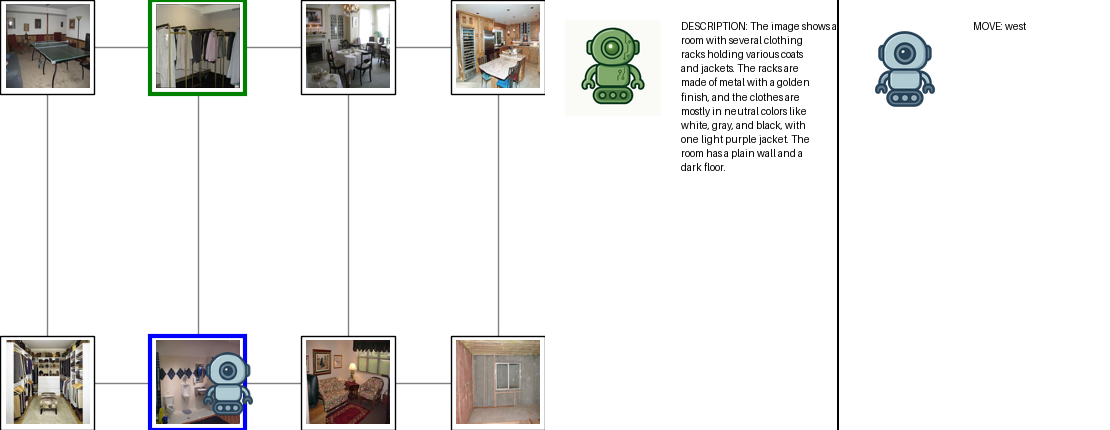 DESCRIPTION: The image shows a
room with several clothing
racks holding various coats
and jackets. The racks are
made of metal with a golden
finish, and the clothes are
mostly in neutral colors like
white, gray, and black, with
one light purple jacket. The
room has a plain wall and a
dark floor.
MOVE: west